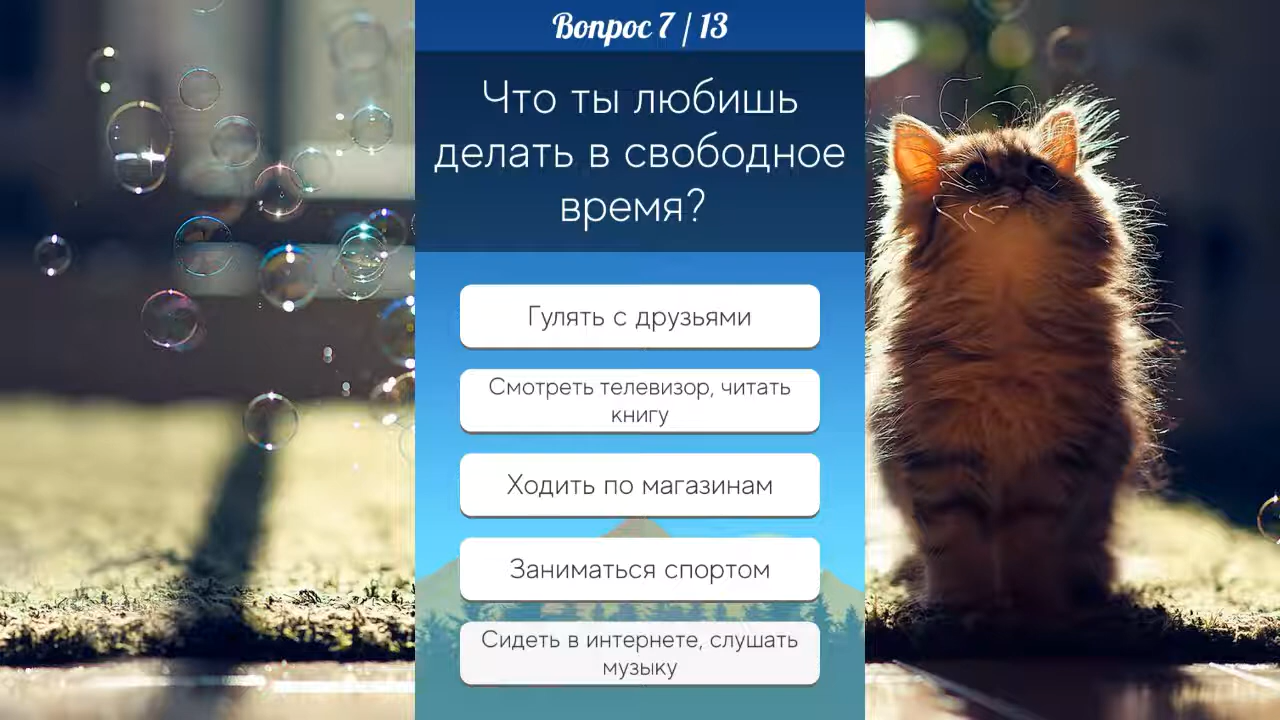 Вопрос 7 / 13
Что ты любишь
делать в свободное
время?
Гулять с друзьями
Смотреть телевизор, читать
книгу
Ходить по магазинам
Заниматься спортом
Сидеть в интернете, слушать
музыку